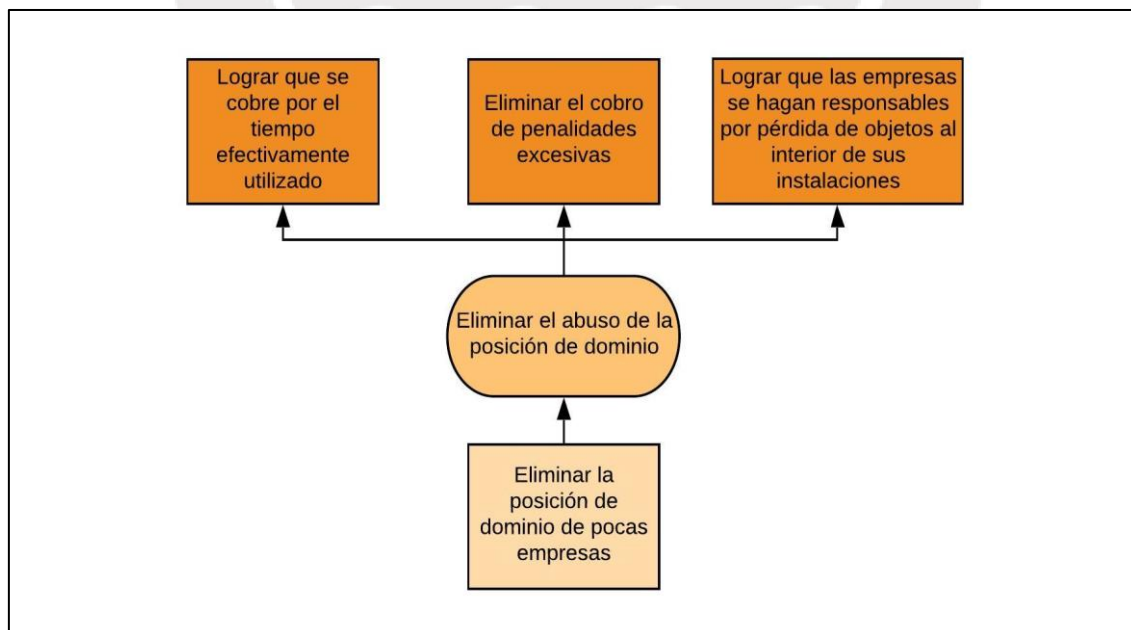 Lograr que se
cobre por el
tiempo
efectivamente
utilizado
Eliminar el cobro
de penalidades
excesivas
Lograr que las empresas
se hagan responsables
por pérdida de objetos al
interior de sus
instalaciones
Eliminar el abuso de la
posición de dominio
Eliminar la
posición de
dominio de pocas
empresas